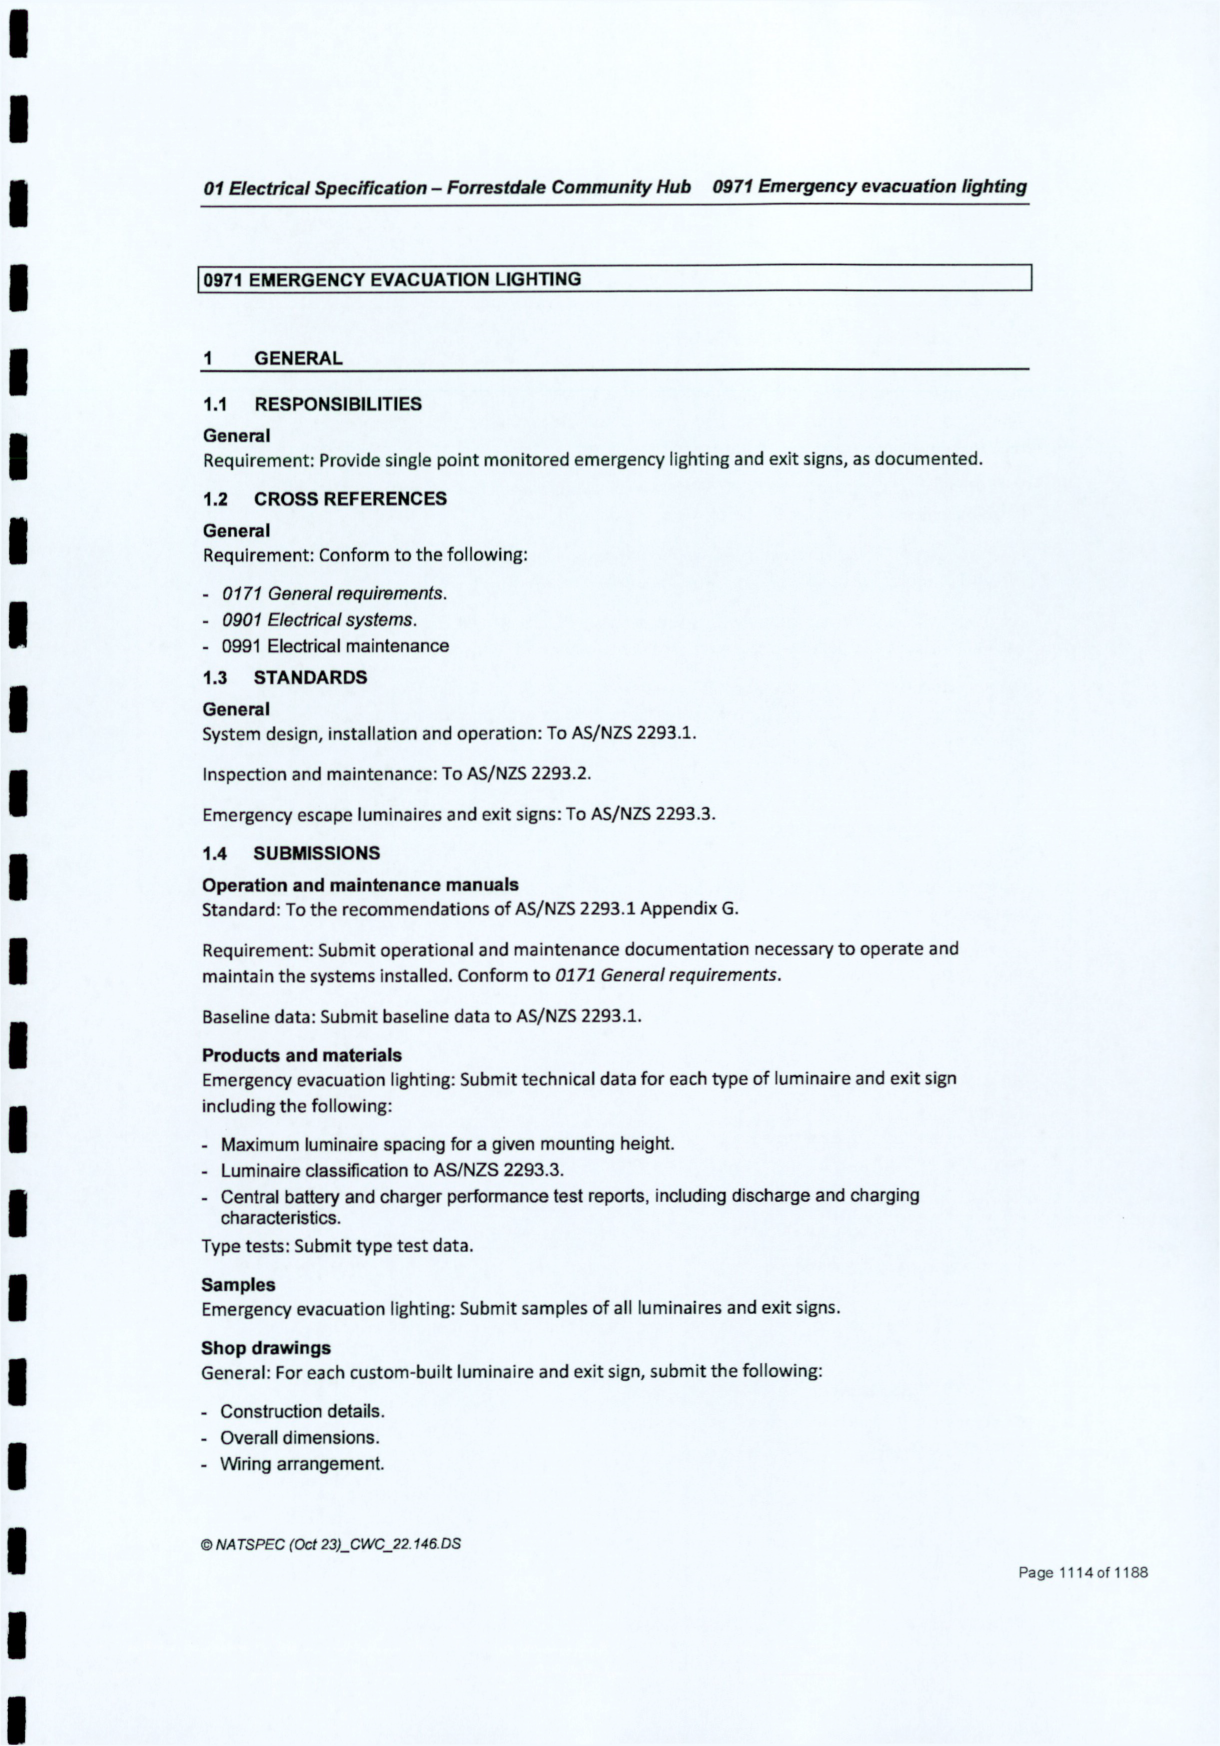 01 Electrical Specification – Forrestdale Community Hub 0971 Emergency evacuation lighting
0971 EMERGENCY EVACUATION LIGHTING
1 GENERAL
1.1 RESPONSIBILITIES
General
Requirement: Provide single point monitored emergency lighting and exit signs, as documented.
1.2 CROSS REFERENCES
General
Requirement: Conform to the following:
- 0171 General requirements.
- 0901 Electrical systems.
- 0991 Electrical maintenance
1.3 STANDARDS
General
System design, installation and operation: To AS/NZS 2293.1.
Inspection and maintenance: To AS/NZS 2293.2.
Emergency escape luminaires and exit signs: To AS/NZS 2293.3.
1.4 SUBMISSIONS
Operation and maintenance manuals
Standard: To the recommendations of AS/NZS 2293.1 Appendix G.
Requirement: Submit operational and maintenance documentation necessary to operate and
maintain the systems installed. Conform to 0171 General requirements.
Baseline data: Submit baseline data to AS/NZS 2293.1.
Products and materials
Emergency evacuation lighting: Submit technical data for each type of luminaire and exit sign
including the following:
- Maximum luminaire spacing for a given mounting height.
- Luminaire classification to AS/NZS 2293.3.
- Central battery and charger performance test reports, including discharge and charging
characteristics.
Type tests: Submit type test data.
Samples
Emergency evacuation lighting: Submit samples of all luminaires and exit signs.
Shop drawings
General: For each custom-built luminaire and exit sign, submit the following:
- Construction details.
- Overall dimensions.
- Wiring arrangement.
© NATSPEC (Oct 23)_CWC_22.146.DS
Page 1114 of 1188